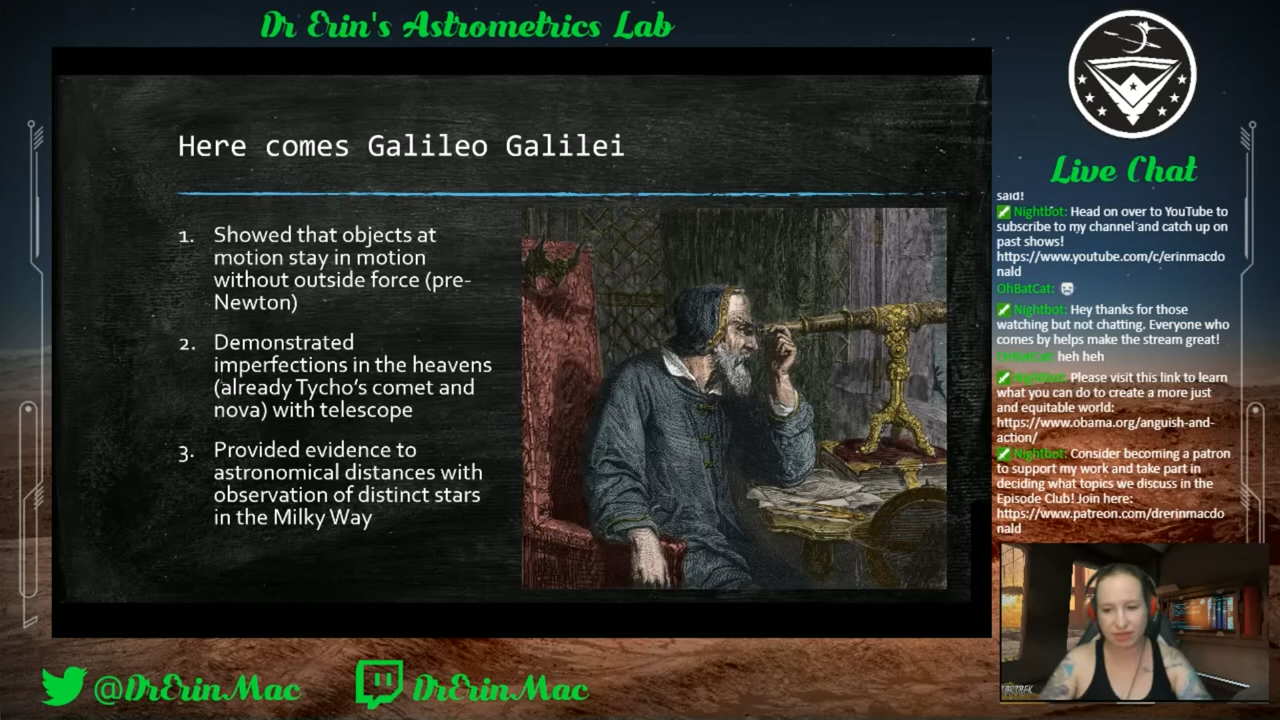 Dr Erin's Astrometrics Lab
Here comes Galileo Galilei
1. Showed that objects at
motion stay in motion
without outside force (pre-
Newton)
2. Demonstrated
imperfections in the heavens
(already Tycho's comet and
nova) with telescope
3. Provided evidence to
astronomical distances with
observation of distinct stars
in the Milky Way
Live Chat
said!
Nightbot: Head on over to YouTube to
subscribe to my channel and catch up on
past shows!
https://www.youtube.com/c/erinmacdo
nald
OhBatCat:
Nightbot: Hey thanks for those
watching but not chatting. Everyone who
comes by helps make the stream great!
OhBatCat: heh heh
Nightbot: Please visit this link to learn
what you can do to create a more just
and equitable world:
https://www.obama.org/anguish-and-
action/
Nightbot: Consider becoming a patron
to support my work and take part in
deciding what topics we discuss in the
Episode Club! Join here:
https://www.patreon.com/drerinmacdo
nald
@DrErinMac
DrErinMac